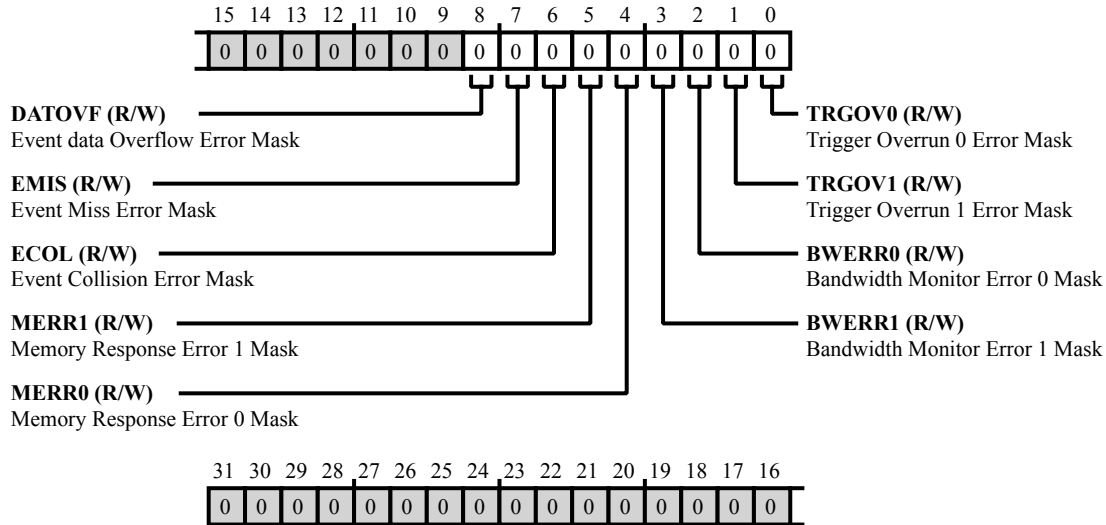 15 14 13 12 11 10 9 8 7 6 5 4 3 2 1 0
0 0 0 0 0 0 0 0 0 0 0 0 0 0 0 0
DATOVF (R/W)
Event data Overflow Error Mask
TRGOV0 (R/W)
Trigger Overrun 0 Error Mask
EMIS (R/W)
Event Miss Error Mask
TRGOV1 (R/W)
Trigger Overrun 1 Error Mask
ECOL (R/W)
Event Collision Error Mask
BWERR0 (R/W)
Bandwidth Monitor Error 0 Mask
MERR1 (R/W)
Memory Response Error 1 Mask
BWERR1 (R/W)
Bandwidth Monitor Error 1 Mask
MERR0 (R/W)
Memory Response Error 0 Mask
31 30 29 28 27 26 25 24 23 22 21 20 19 18 17 16
0 0 0 0 0 0 0 0 0 0 0 0 0 0 0 0